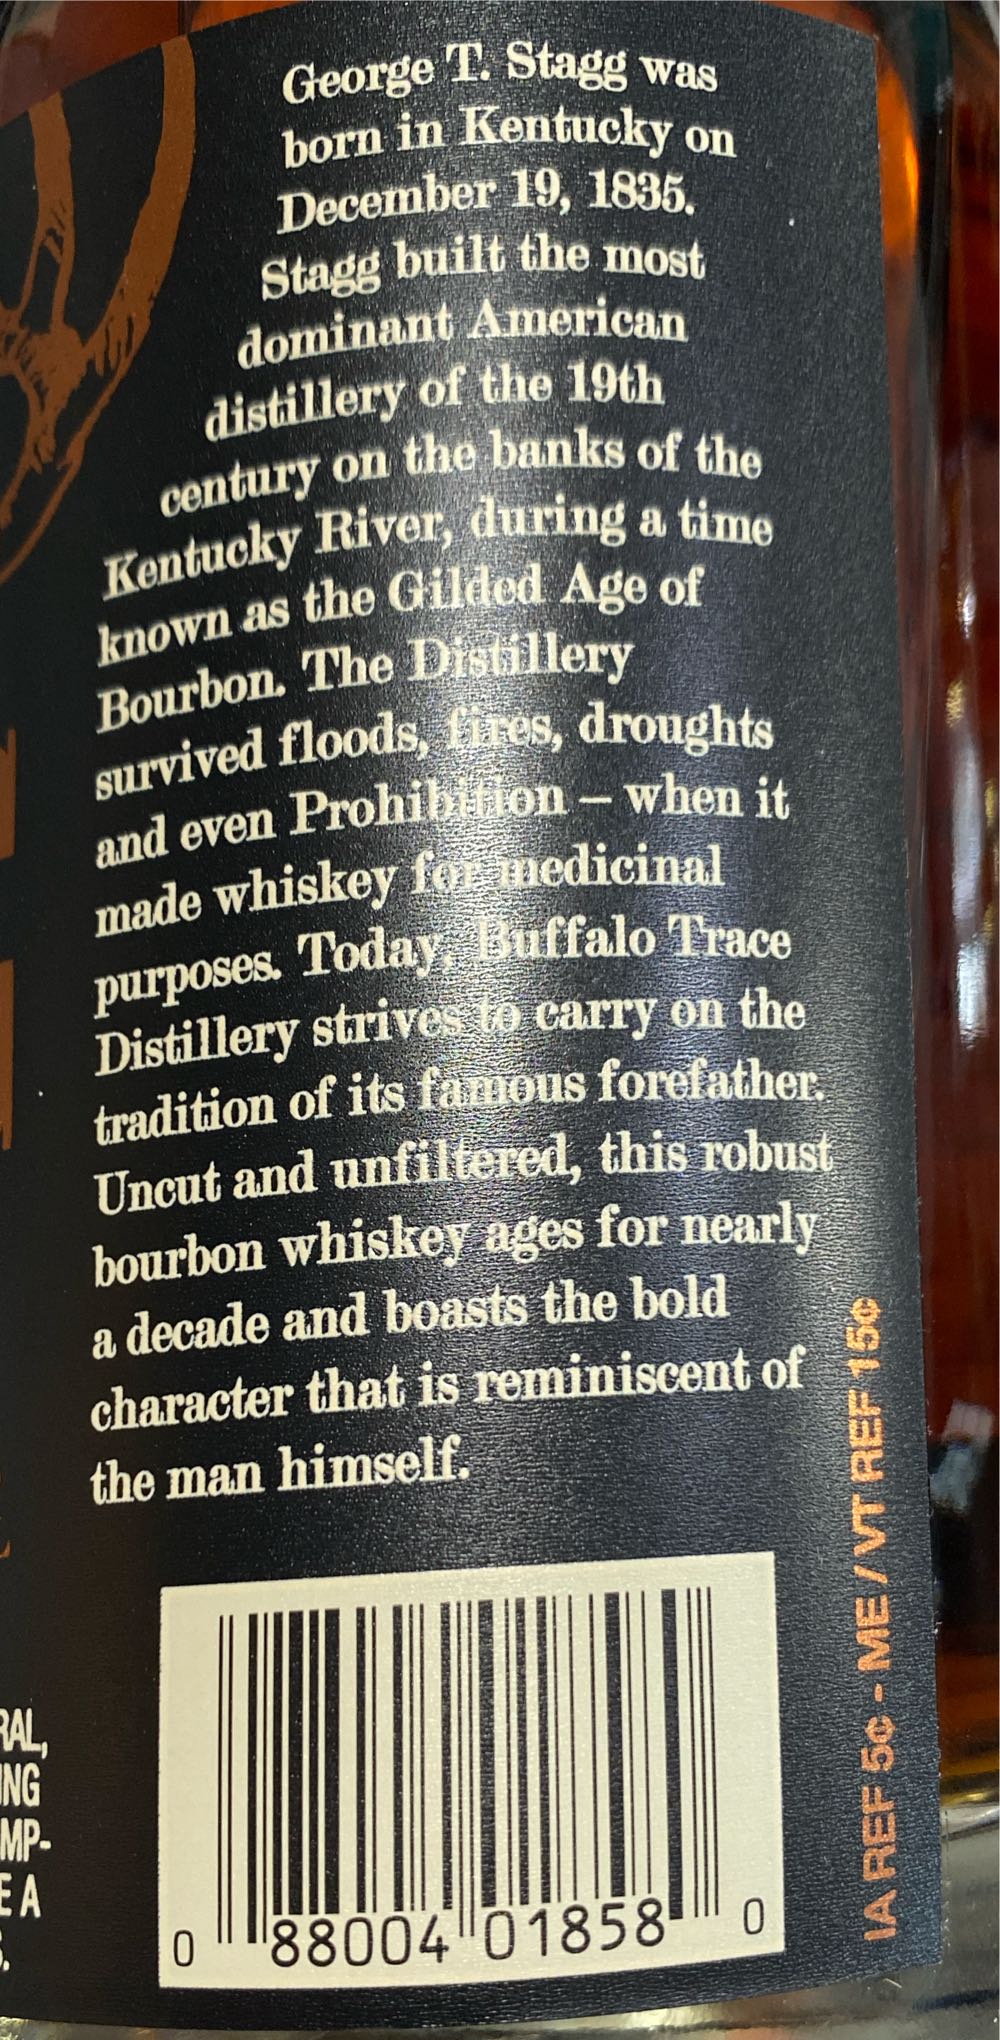 George T. Stagg was
born in Kentucky on
December 19, 1835.
Stagg built the most
dominant American
distillery of the 19th
century on the banks of the
Kentucky River, during a time
known as the Gilded Age of
Bourbon. The Distillery
survived floods, fires, droughts
and even Prohibition – when it
made whiskey for medicinal
purposes. Today, Buffalo Trace
Distillery strives to carry on the
tradition of its famous forefather.
Uncut and unfiltered, this robust
bourbon whiskey ages for nearly
a decade and boasts the bold
character that is reminiscent of
the man himself.
IA REF 5¢ - ME / VT REF 15¢
0 88004 01858 0
RAL,
ING
MP-
E A
S.